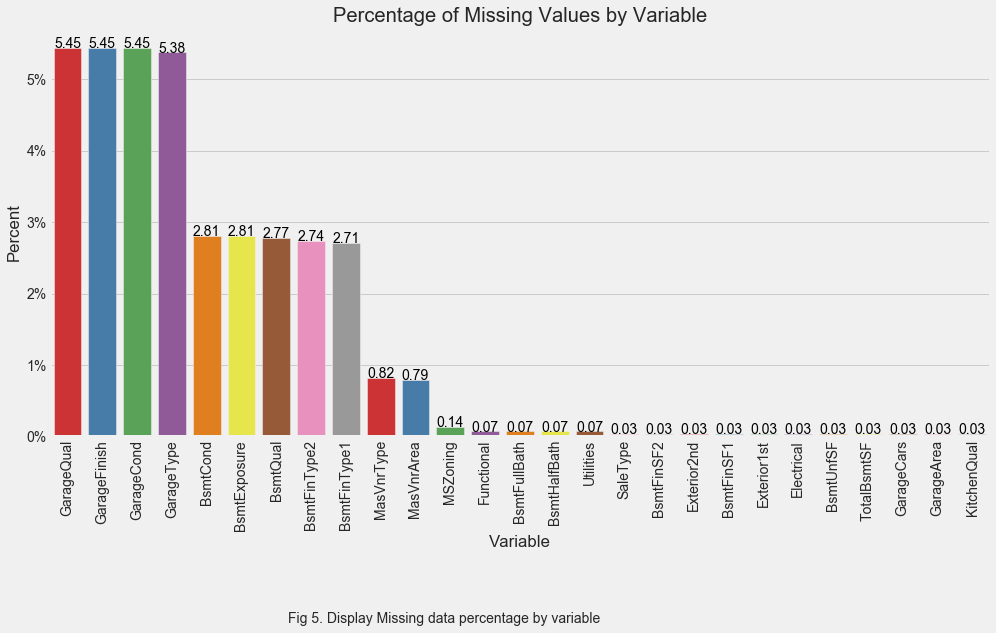 Percentage of Missing Values by Variable
5.45 5.45 5.45 5.38 2.81 2.81 2.77 2.74 2.71 0.82 0.79 0.14 0.07 0.07 0.07 0.07 0.03 0.03 0.03 0.03 0.03 0.03 0.03 0.03 0.03 0.03 0.03
5%
4%
3%
2%
1%
0%
Percent
GarageQual
GarageFinish
GarageCond
GarageType
BsmtCond
BsmtExposure
BsmtQual
BsmtFinType2
BsmtFinType1
MasVnrType
MasVnrArea
MSZoning
Functional
BsmtFullBath
BsmtHalfBath
Utilities
SaleType
BsmtFinSF2
Exterior2nd
BsmtFinSF1
Exterior1st
Electrical
BsmtUnfSF
TotalBsmtSF
GarageCars
GarageArea
KitchenQual
Variable
Fig 5. Display Missing data percentage by variable